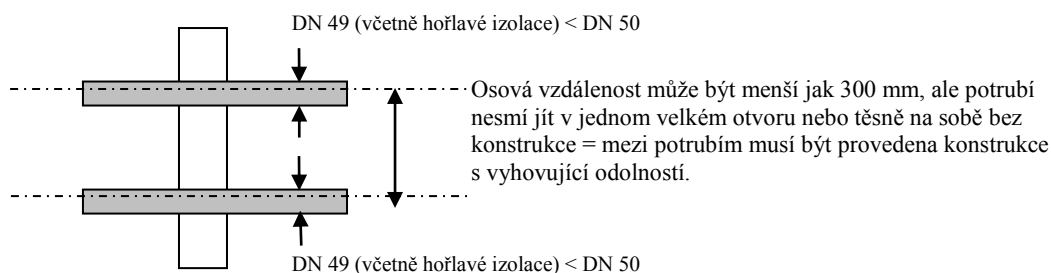 DN 49 (včetně hořlavé izolace) < DN 50
Osová vzdálenost může být menší jak 300 mm, ale potrubí
nesmí jít v jednom velkém otvoru nebo těsně na sobě bez
konstrukce = mezi potrubím musí být provedena konstrukce
s vyhovující odolností.
DN 49 (včetně hořlavé izolace) < DN 50